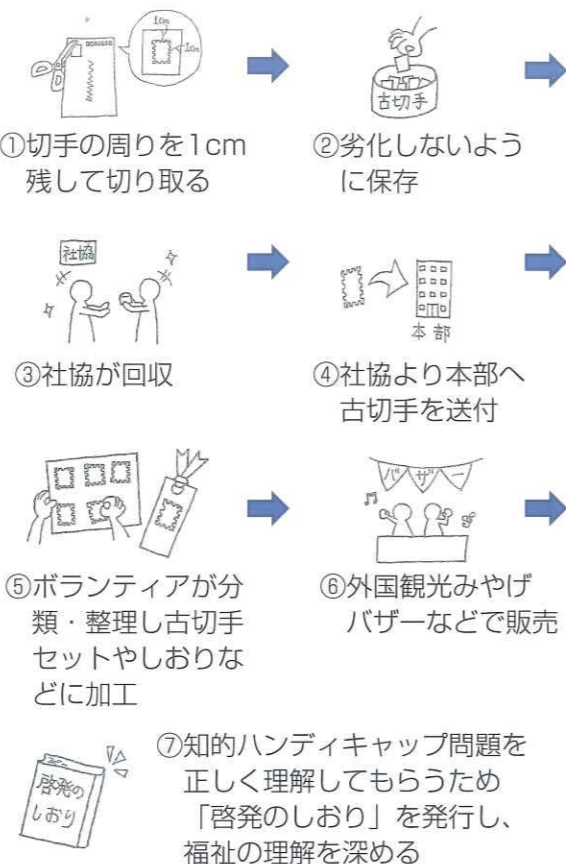 1cm
1cm
①切手の周りを1cm
残して切り取る
古切手
②劣化しないよう
に保存
社協
③社協が回収
本部
④社協より本部へ
古切手を送付
⑤ボランティアが分
類・整理し古切手
セットやしおりな
どに加工
バザー
⑥外国観光みやげ
バザーなどで販売
啓発の
しおり
⑦知的ハンディキャップ問題を
正しく理解してもらうため
「啓発のしおり」を発行し、
福祉の理解を深める